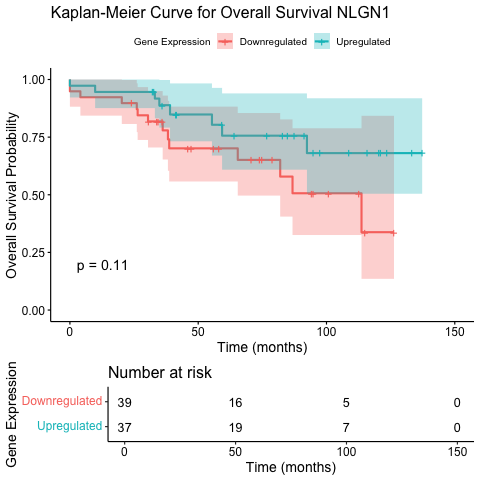 Kaplan-Meier Curve for Overall Survival NLGN1
Gene Expression Downregulated Upregulated
Overall Survival Probability
1.00
0.75
0.50
0.25
0.00
p = 0.11
0 50 100 150
Time (months)
Number at risk
Gene Expression
Downregulated 39 16 5 0
Upregulated 37 19 7 0
0 50 100 150
Time (months)